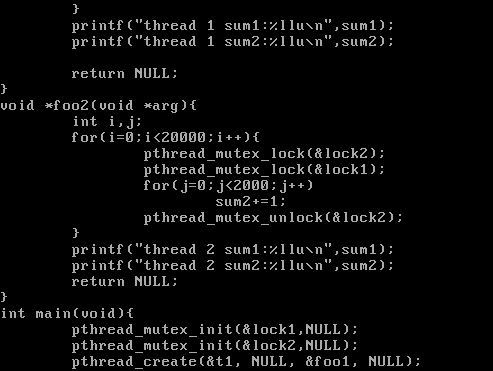 }
printf("thread 1 sum1:%llu\n",sum1);
printf("thread 1 sum2:%llu\n",sum2);
return NULL;
}
void *foo2(void *arg){
int i,j;
for(i=0;i<20000;i++){
pthread_mutex_lock(&lock2);
pthread_mutex_lock(&lock1);
for(j=0;j<2000;j++)
sum2+=1;
pthread_mutex_unlock(&lock2);
}
printf("thread 2 sum1:%llu\n",sum1);
printf("thread 2 sum2:%llu\n",sum2);
return NULL;
}
int main(void){
pthread_mutex_init(&lock1,NULL);
pthread_mutex_init(&lock2,NULL);
pthread_create(&t1, NULL, &foo1, NULL);